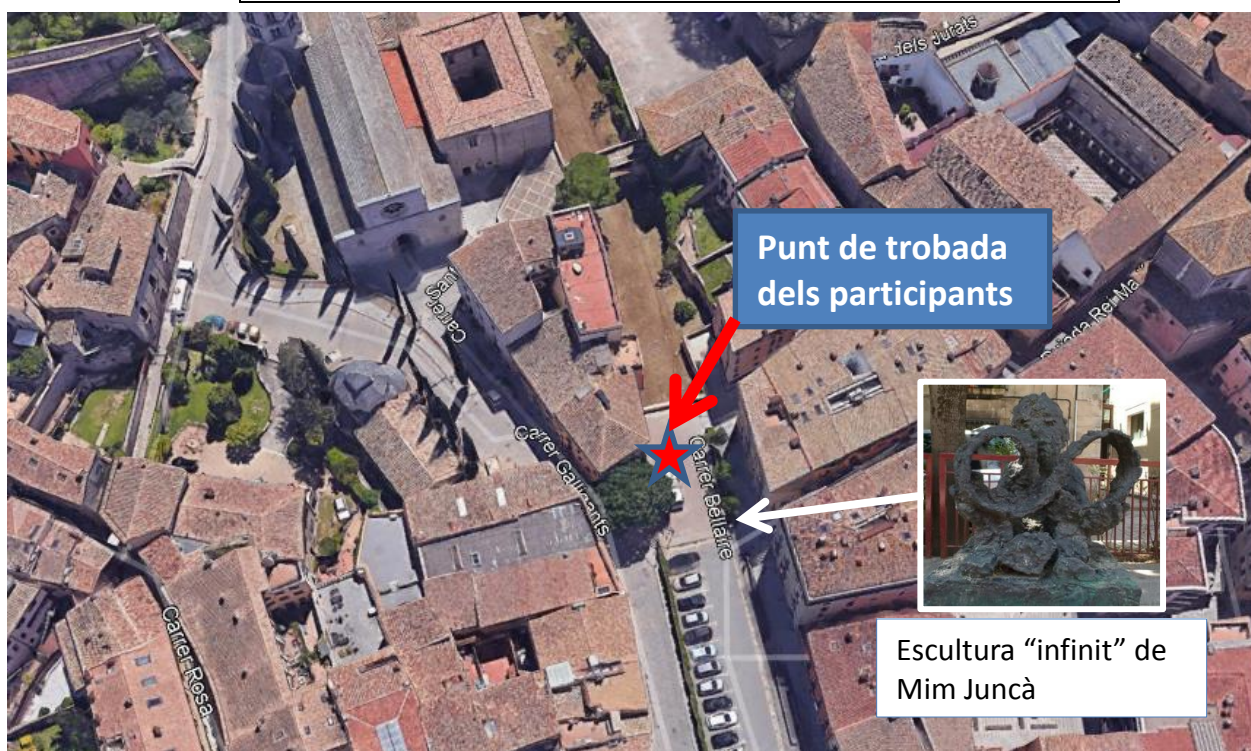 dels Jurats
Punt de trobada
dels participants
Carrer Sant
Rei Ma
Carrer Galligants
Carrer Bellaire
Carrer Rosa
Escultura “infinit” de
Mim Juncà